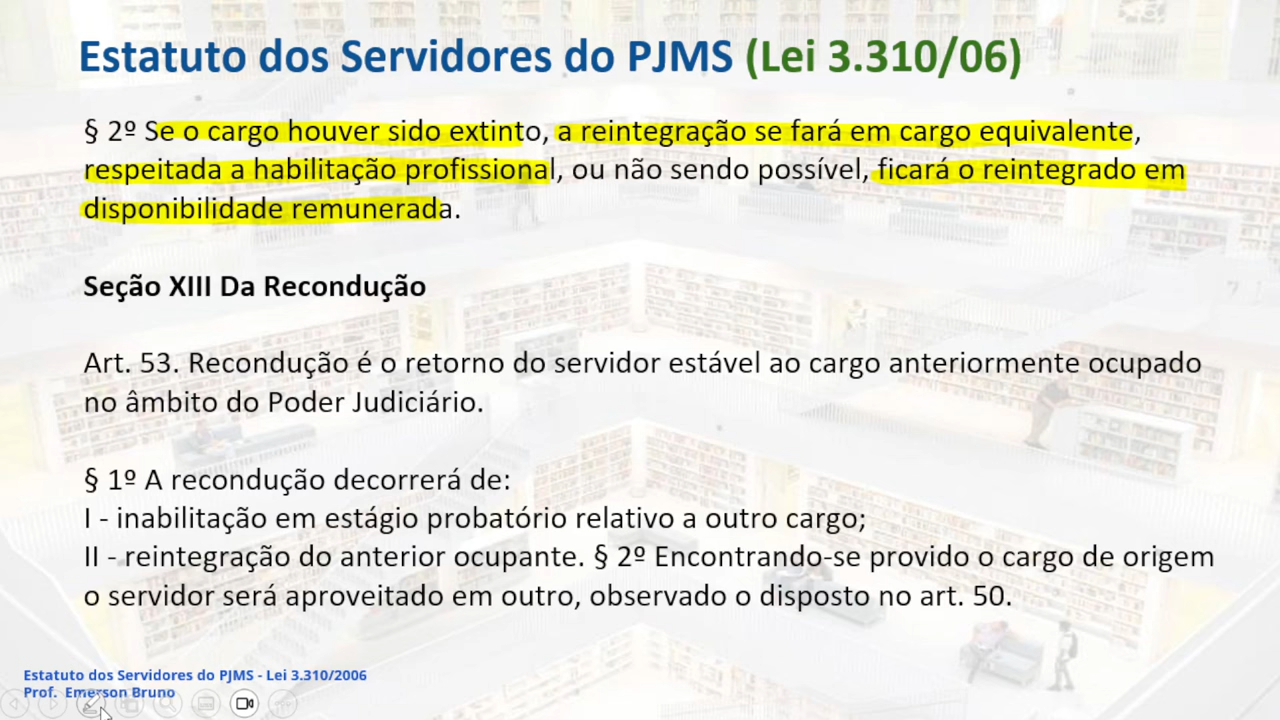 Estatuto dos Servidores do PJMS (Lei 3.310/06)
§ 2º Se o cargo houver sido extinto, a reintegração se fará em cargo equivalente,
respeitada a habilitação profissional, ou não sendo possível, ficará o reintegrado em
disponibilidade remunerada.
Seção XIII Da Recondução
Art. 53. Recondução é o retorno do servidor estável ao cargo anteriormente ocupado
no âmbito do Poder Judiciário.
§ 1º A recondução decorrerá de:
I - inabilitação em estágio probatório relativo a outro cargo;
II - reintegração do anterior ocupante. § 2º Encontrando-se provido o cargo de origem
o servidor será aproveitado em outro, observado o disposto no art. 50.
Estatuto dos Servidores do PJMS - Lei 3.310/2006
Prof. Emerson Bruno